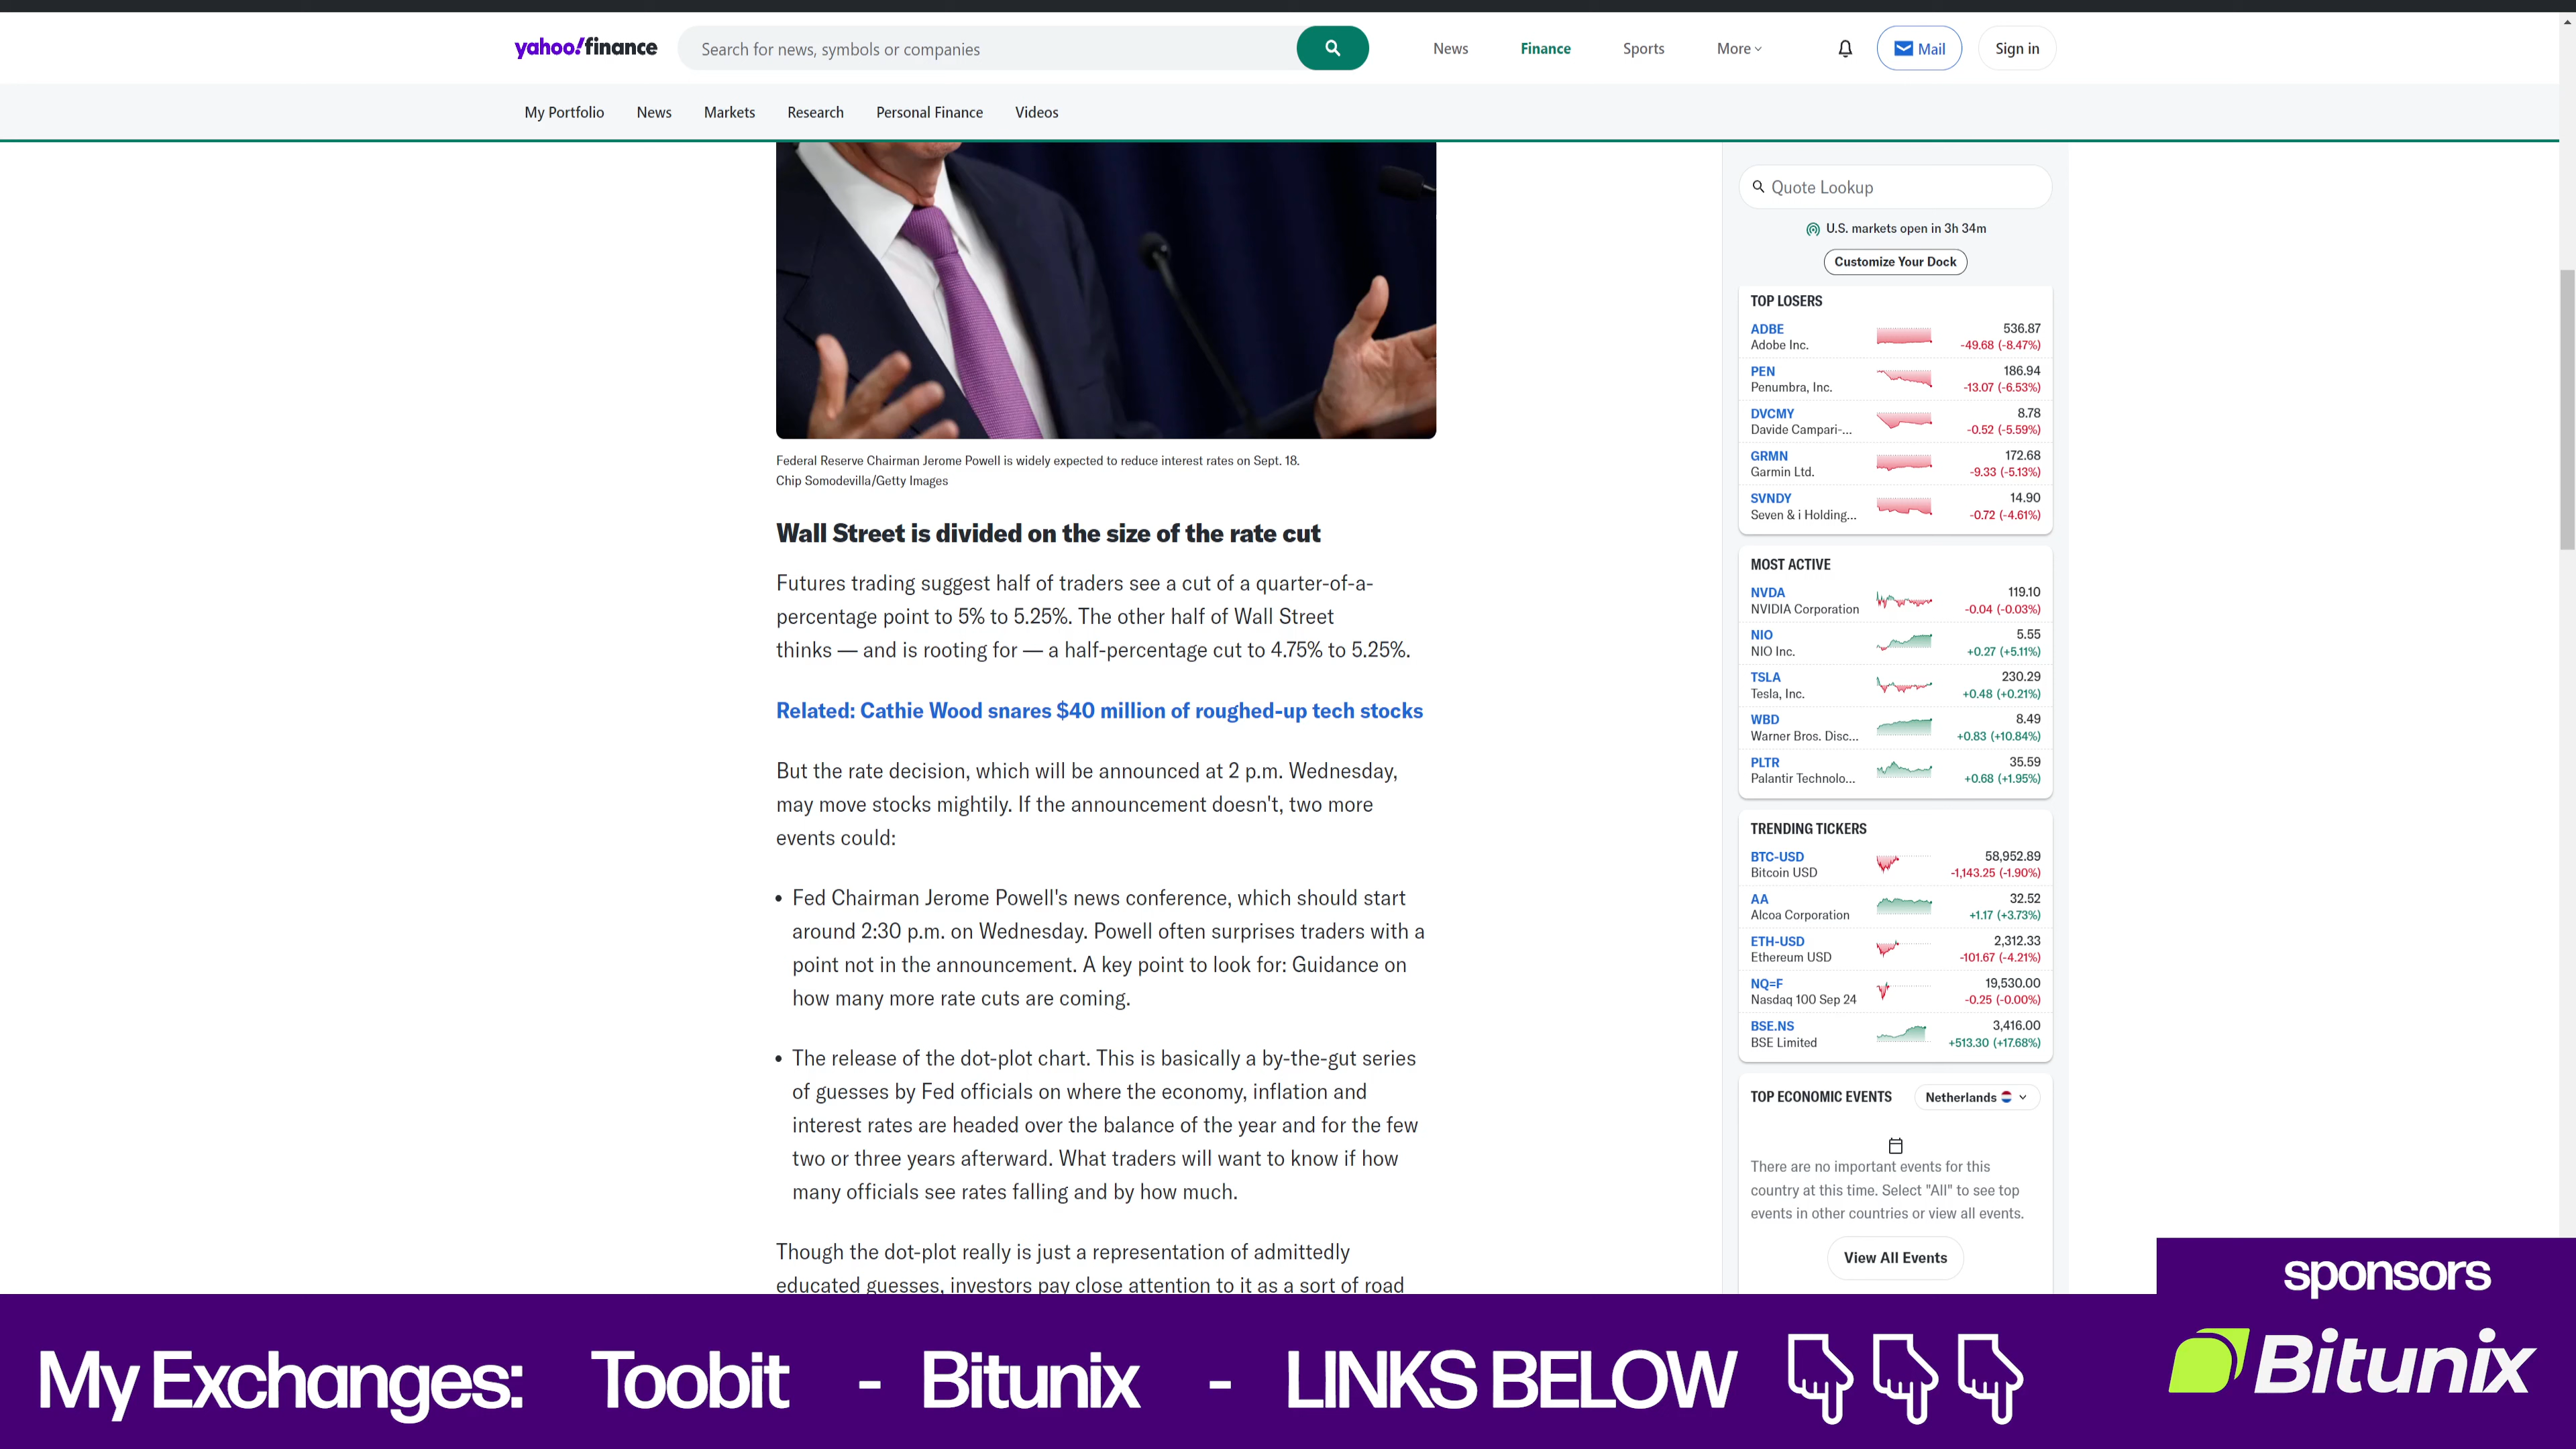 yahoo!finance
Search for news, symbols or companies
News Finance Sports More Mail Sign in
My Portfolio News Markets Research Personal Finance Videos
Federal Reserve Chairman Jerome Powell is widely expected to reduce interest rates on Sept. 18.
Chip Somodevilla/Getty Images
Wall Street is divided on the size of the rate cut
Futures trading suggest half of traders see a cut of a quarter-of-a-
percentage point to 5% to 5.25%. The other half of Wall Street
thinks — and is rooting for — a half-percentage cut to 4.75% to 5.25%.
Related: Cathie Wood snares $40 million of roughed-up tech stocks
But the rate decision, which will be announced at 2 p.m. Wednesday,
may move stocks mightily. If the announcement doesn't, two more
events could:
• Fed Chairman Jerome Powell's news conference, which should start
around 2:30 p.m. on Wednesday. Powell often surprises traders with a
point not in the announcement. A key point to look for: Guidance on
how many more rate cuts are coming.
• The release of the dot-plot chart. This is basically a by-the-gut series
of guesses by Fed officials on where the economy, inflation and
interest rates are headed over the balance of the year and for the few
two or three years afterward. What traders will want to know if how
many officials see rates falling and by how much.
Though the dot-plot really is just a representation of admittedly
educated guesses, investors pay close attention to it as a sort of road
Quote Lookup
U.S. markets open in 3h 34m
Customize Your Dock
TOP LOSERS
ADBE 536.87
Adobe Inc. -49.68 (-8.47%)
PEN 186.94
Penumbra, Inc. -13.07 (-6.53%)
DVCMY 8.78
Davide Campari-... -0.52 (-5.59%)
GRMN 172.68
Garmin Ltd. -9.33 (-5.13%)
SVNDY 14.90
Seven & i Holding... -0.72 (-4.61%)
MOST ACTIVE
NVDA 119.10
NVIDIA Corporation -0.04 (-0.03%)
NIO 5.55
NIO Inc. +0.27 (+5.11%)
TSLA 230.29
Tesla, Inc. +0.48 (+0.21%)
WBD 8.49
Warner Bros. Disc... +0.83 (+10.84%)
PLTR 35.59
Palantir Technolo... +0.68 (+1.95%)
TRENDING TICKERS
BTC-USD 58,952.89
Bitcoin USD -1,143.25 (-1.90%)
AA 32.52
Alcoa Corporation +1.17 (+3.73%)
ETH-USD 2,312.33
Ethereum USD -101.67 (-4.21%)
NQ=F 19,530.00
Nasdaq 100 Sep 24 -0.25 (-0.00%)
BSE.NS 3,416.00
BSE Limited +513.30 (+17.68%)
TOP ECONOMIC EVENTS Netherlands
There are no important events for this
country at this time. Select "All" to see top
events in other countries or view all events.
View All Events
sponsors
Bitunix
My Exchanges: Toobit - Bitunix - LINKS BELOW